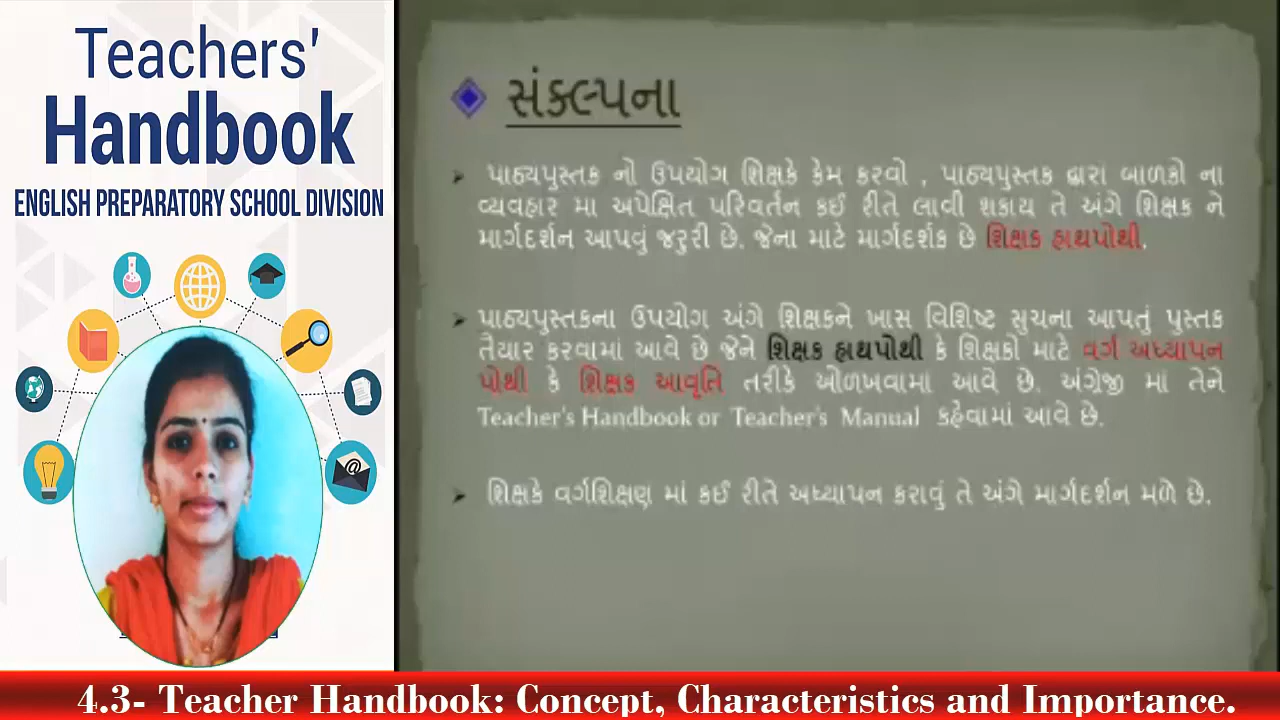 Teachers'
Handbook
ENGLISH PREPARATORY SCHOOL DIVISION
સંકલ્પના
પાઠ્યપુસ્તક નો ઉપયોગ શિક્ષકે કેમ કરવો , પાઠ્યપુસ્તક દ્વારા બાળકો ના
વ્યવહાર મા અપેક્ષિત પરિવર્તન કઈ રીતે લાવી શકાય તે અંગે શિક્ષક ને
માર્ગદર્શન આપવું જરુરી છે. જેના માટે માર્ગદર્શક છે શિક્ષક હાથપોથી.
પાઠ્યપુસ્તકના ઉપયોગ અંગે શિક્ષકને ખાસ વિશિષ્ટ સુચના આપતું પુસ્તક
તૈયાર કરવામાં આવે છે જેને શિક્ષક હાથપોથી કે શિક્ષકો માટે વર્ગ અધ્યાપન
પોથી કે શિક્ષક આવૃતિ તરીકે ઓળખવામા આવે છે. અંગ્રેજી માં તેને
Teacher's Handbook or Teacher's Manual કહેવામાં આવે છે.
શિક્ષકે વર્ગશિક્ષણ માં કઈ રીતે અધ્યાપન કરાવું તે અંગે માર્ગદર્શન મળે છે.
4.3- Teacher Handbook: Concept, Characteristics and Importance.